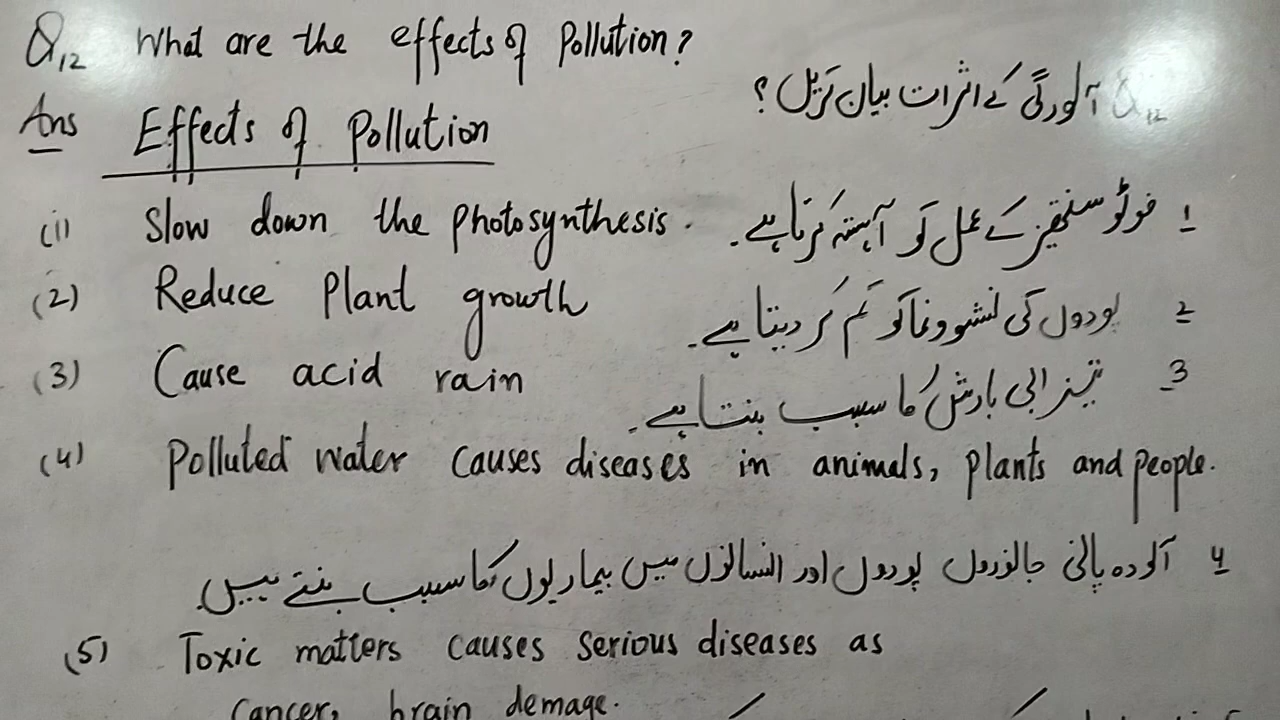 Q12 What are the effects of Pollution?
Q12 آلودگی کے اثرات بیان کریں؟
Ans Effects of Pollution
(1) Slow down the photosynthesis.
1 فوٹو سنتھیز کے عمل کو آہستہ کرتا ہے۔
(2) Reduce Plant growth
2 پودوں کی نشوونما کو کم کر دیتا ہے۔
(3) Cause acid rain
3 تیزابی بارش کا سبب بنتا ہے۔
(4) Polluted water causes diseases in animals, plants and people.
4 آلودہ پانی جانوروں پودوں اور انسانوں میں بیماریوں کا سبب بنتے ہیں۔
(5) Toxic matters causes serious diseases as
cancer, brain demage.